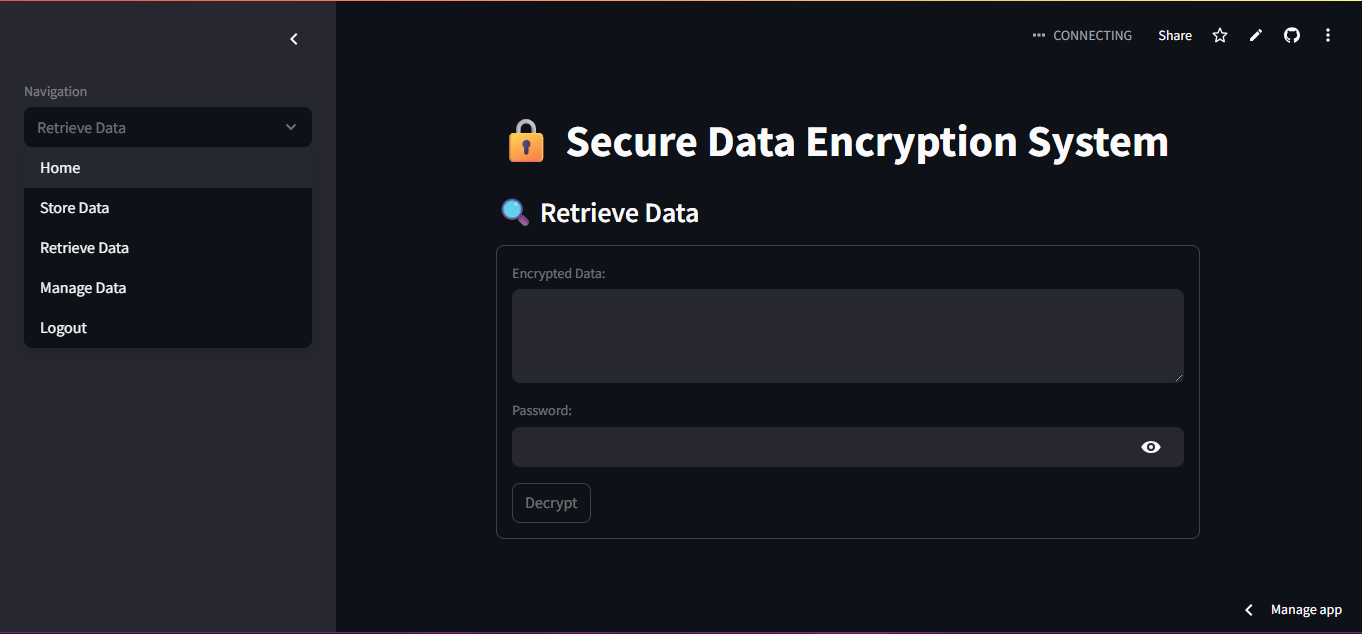 CONNECTING
Share
Navigation
Retrieve Data
Home
Store Data
Retrieve Data
Manage Data
Logout
Secure Data Encryption System
Retrieve Data
Encrypted Data:
Password:
Decrypt
Manage app